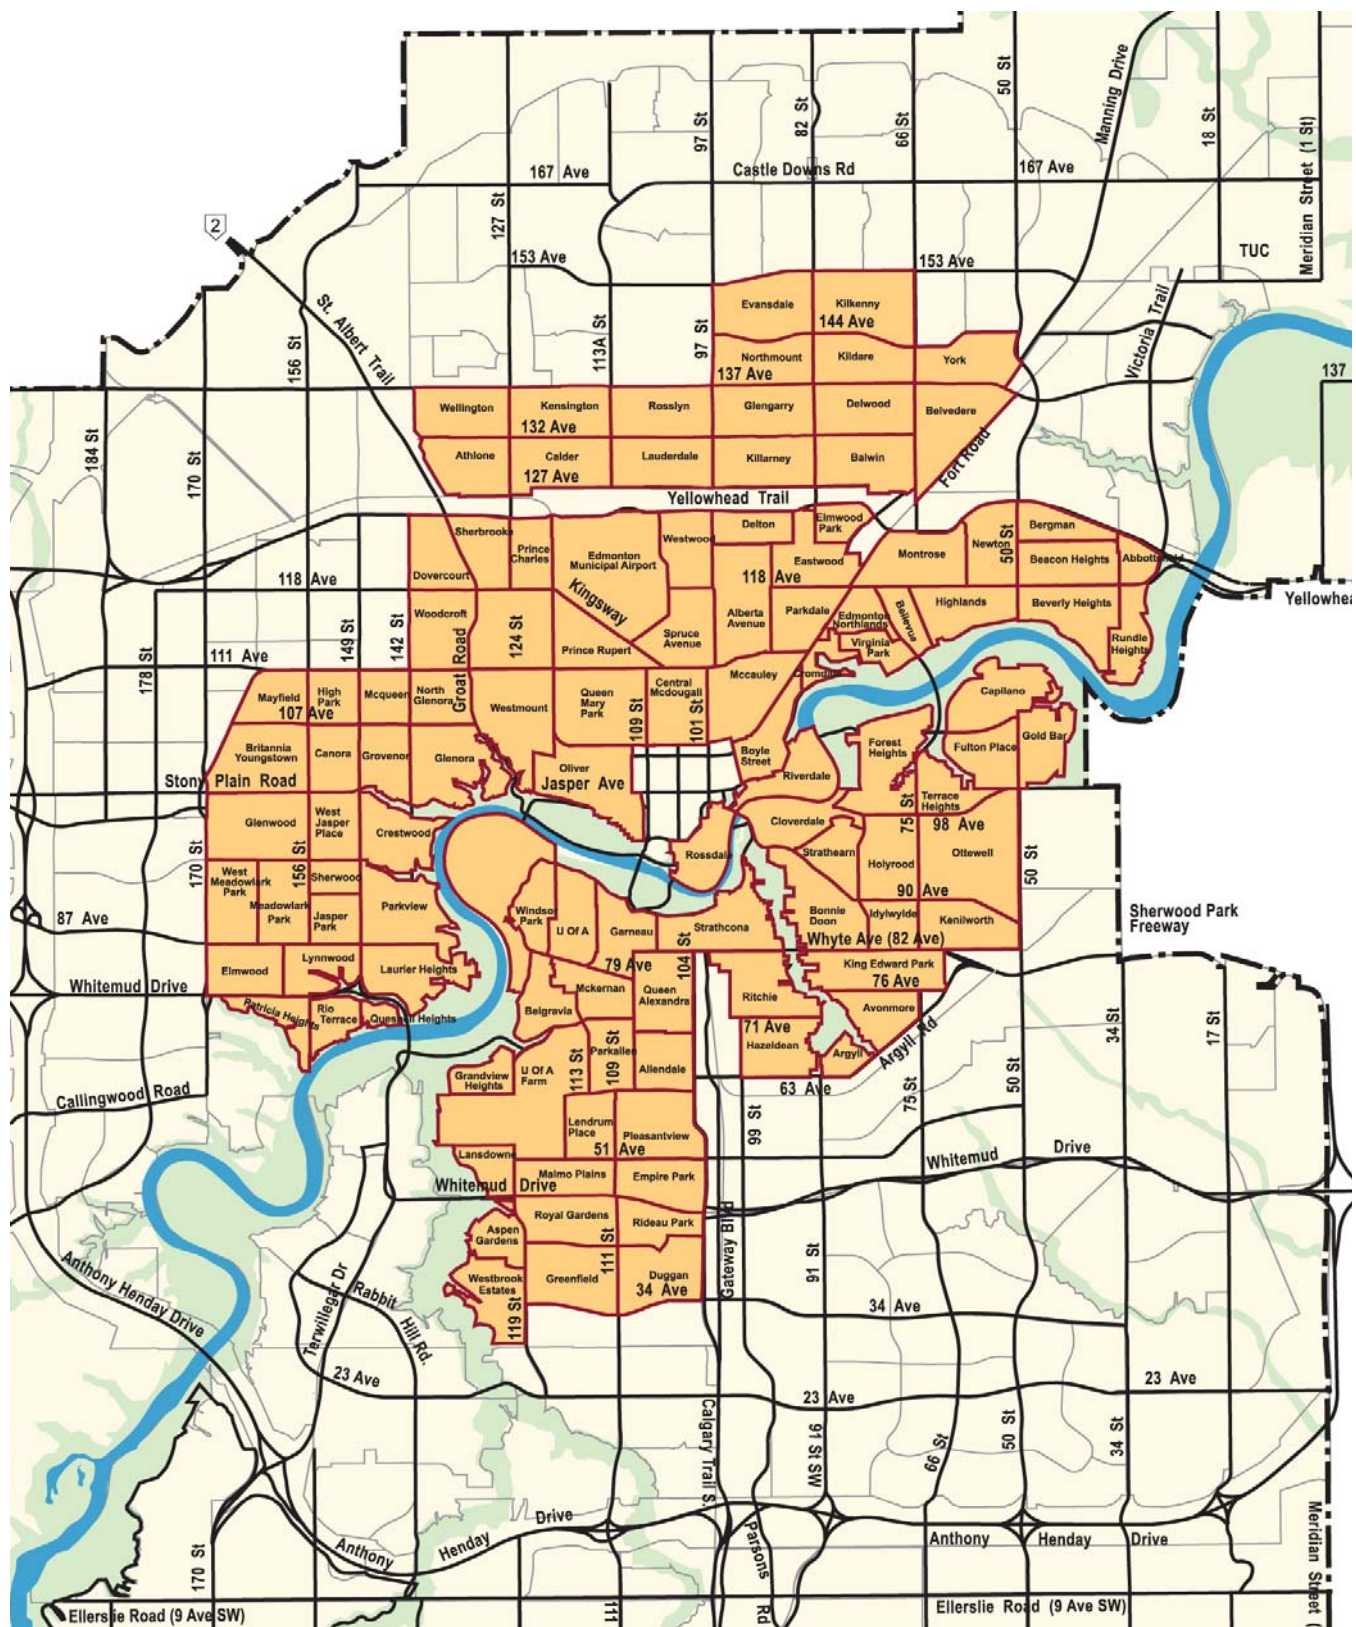 50 St
Manning Drive
97 St
82 St
66 St
18 St
Meridian Street (1 St)
167 Ave
Castle Downs Rd
167 Ave
127 St
2
153 Ave
153 Ave
TUC
St. Albert Trail
156 St
113A St
97 St
Victoria Trail
Evansdale
Kilkenny
144 Ave
Northmount
Kildare
York
137 Ave
137
Wellington
Kensington
Rosslyn
Glengarry
Delwood
Belvedere
132 Ave
184 St
170 St
Athlone
Calder
Lauderdale
Killarney
Balwin
127 Ave
Fort Road
Yellowhead Trail
Sherbrooke
Prince
Charles
Edmonton
Municipal Airport
Westwood
Delton
Elmwood
Park
Eastwood
Montrose
Newton
50 St
Bergman
Beacon Heights
118 Ave
Dovercourt
Kingsway
118 Ave
Woodcroft
Groat Road
124 St
Alberta
Avenue
Parkdale
Edmonton
Northlands
Bellevue
Highlands
Beverly Heights
149 St
142 St
Spruce
Avenue
Virginia
Park
Rundle
Heights
178 St
111 Ave
Prince Rupert
Mayfield
High
Park
Mcqueen
North
Glenora
107 Ave
Westmount
Queen
Mary
Park
109 St
Central
Mcdougall
101 St
Mccauley
Capilano
Britannia
Youngstown
Canora
Grovenor
Glenora
Oliver
Jasper Ave
Boyle
Street
Riverdale
Forest
Heights
Fulton Place
Gold Bar
Stony Plain Road
Terrace
Heights
75 St
98 Ave
Glenwood
West
Jasper
Place
Crestwood
Rossdale
Cloverdale
Strathearn
Holyrood
Ottewell
170 St
West
Meadowlark
Park
156 St
Sherwood
90 Ave
50 St
Meadowlark
Park
Jasper
Park
Parkview
Windsor
Park
U Of A
Garneau
Strathcona
Bonnie
Doon
Idylwylde
Kenilworth
Sherwood Park
Freeway
87 Ave
Whyte Ave (82 Ave)
Elmwood
Lynnwood
Laurier Heights
79 Ave
104 St
King Edward Park
76 Ave
Whitemud Drive
Patricia Heights
Rio
Terrace
Quesnell Heights
Belgravia
Mckernan
Queen
Alexandra
Ritchie
Avonmore
71 Ave
Hazeldean
Argyll
Argyll Rd
34 St
17 St
Grandview
Heights
U Of A
Farm
113 St
Parkallen
109 St
Allendale
63 Ave
75 St
50 St
Callingwood Road
Lendrum
Place
Pleasantview
99 St
51 Ave
Lansdowne
Malmo Plains
Empire Park
Whitemud Drive
Whitemud Drive
Aspen
Gardens
Royal Gardens
111 St
Rideau Park
Gateway Blvd
91 St
Anthony Henday Drive
Terwillegar Dr
Rabbit Hill Rd.
Westbrook
Estates
119 St
Greenfield
Duggan
34 Ave
34 Ave
23 Ave
23 Ave
23 Ave
Calgary Trail S.
91 St SW
66 St
50 St
34 St
170 St
Anthony Henday Drive
Parsons Rd
Anthony Henday Drive
Meridian Street (
Ellerslie Road (9 Ave SW)
111
Ellerslie Road (9 Ave SW)